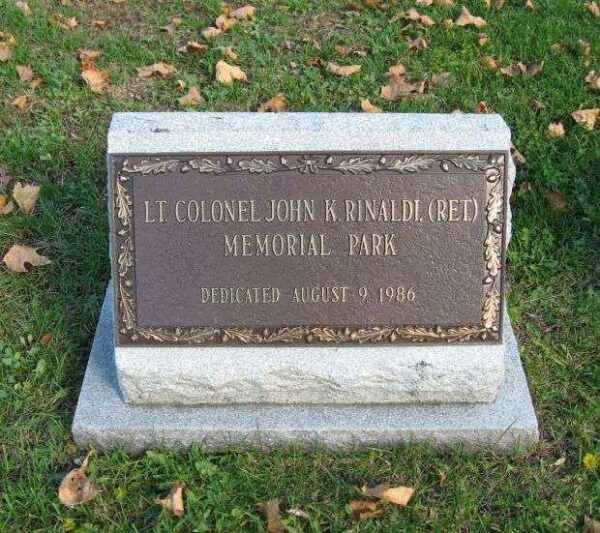 LT COLONEL JOHN K. RINALDI, (RET)
MEMORIAL PARK
DEDICATED AUGUST 9, 1986